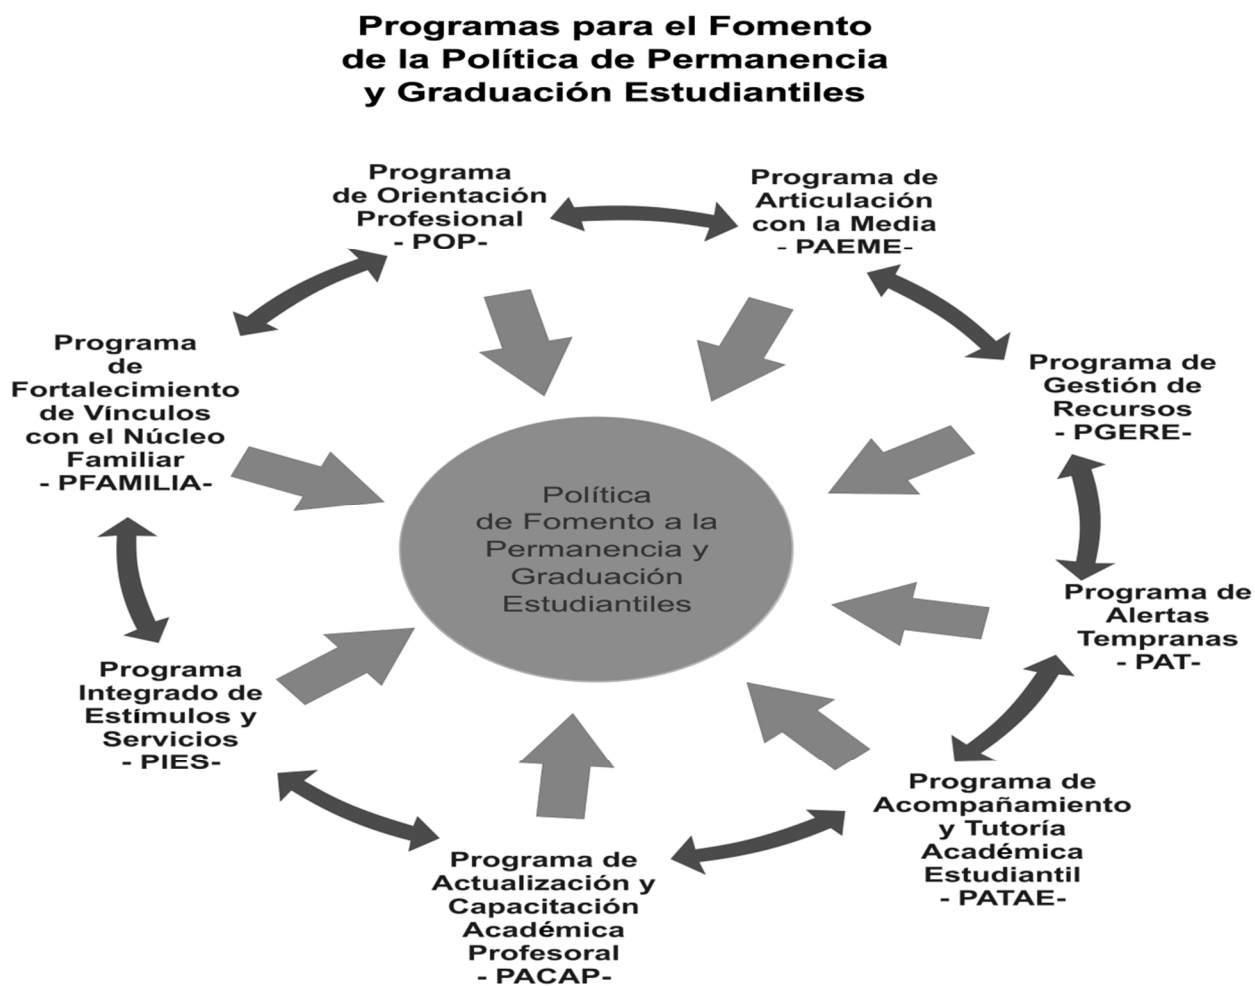 Programas para el Fomento
de la Política de Permanencia
y Graduación Estudiantiles
Programa
de Orientación
Profesional
- POP-
Programa de
Articulación
con la Media
- PAEME-
Programa
de
Fortalecimiento
de Vínculos
con el Núcleo
Familiar
- PFAMILIA-
Programa de
Gestión de
Recursos
- PGERE-
Política
de Fomento a la
Permanencia y
Graduación
Estudiantiles
Programa de
Alertas
Tempranas
- PAT-
Programa
Integrado de
Estímulos y
Servicios
- PIES-
Programa de
Acompañamiento
y Tutoría
Académica
Estudiantil
- PATAE-
Programa de
Actualización y
Capacitación
Académica
Profesoral
- PACAP-